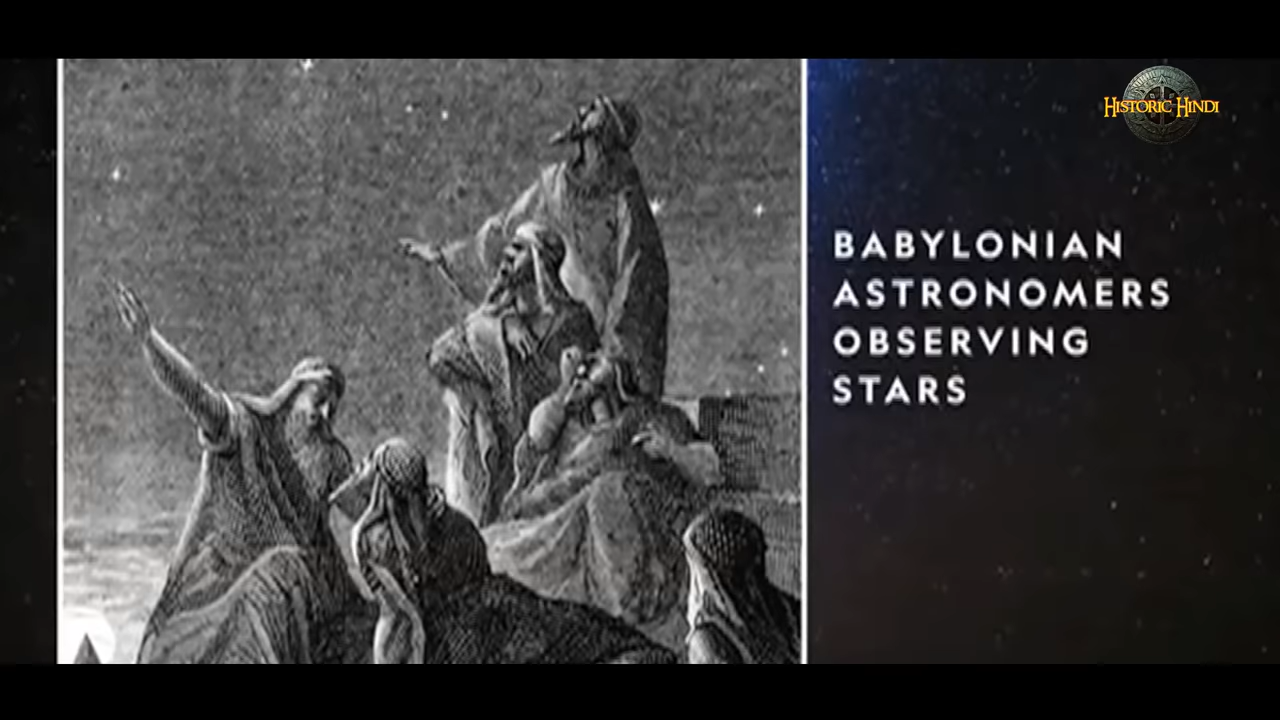 HISTORIC HINDI
BABYLONIAN
ASTRONOMERS
OBSERVING
STARS